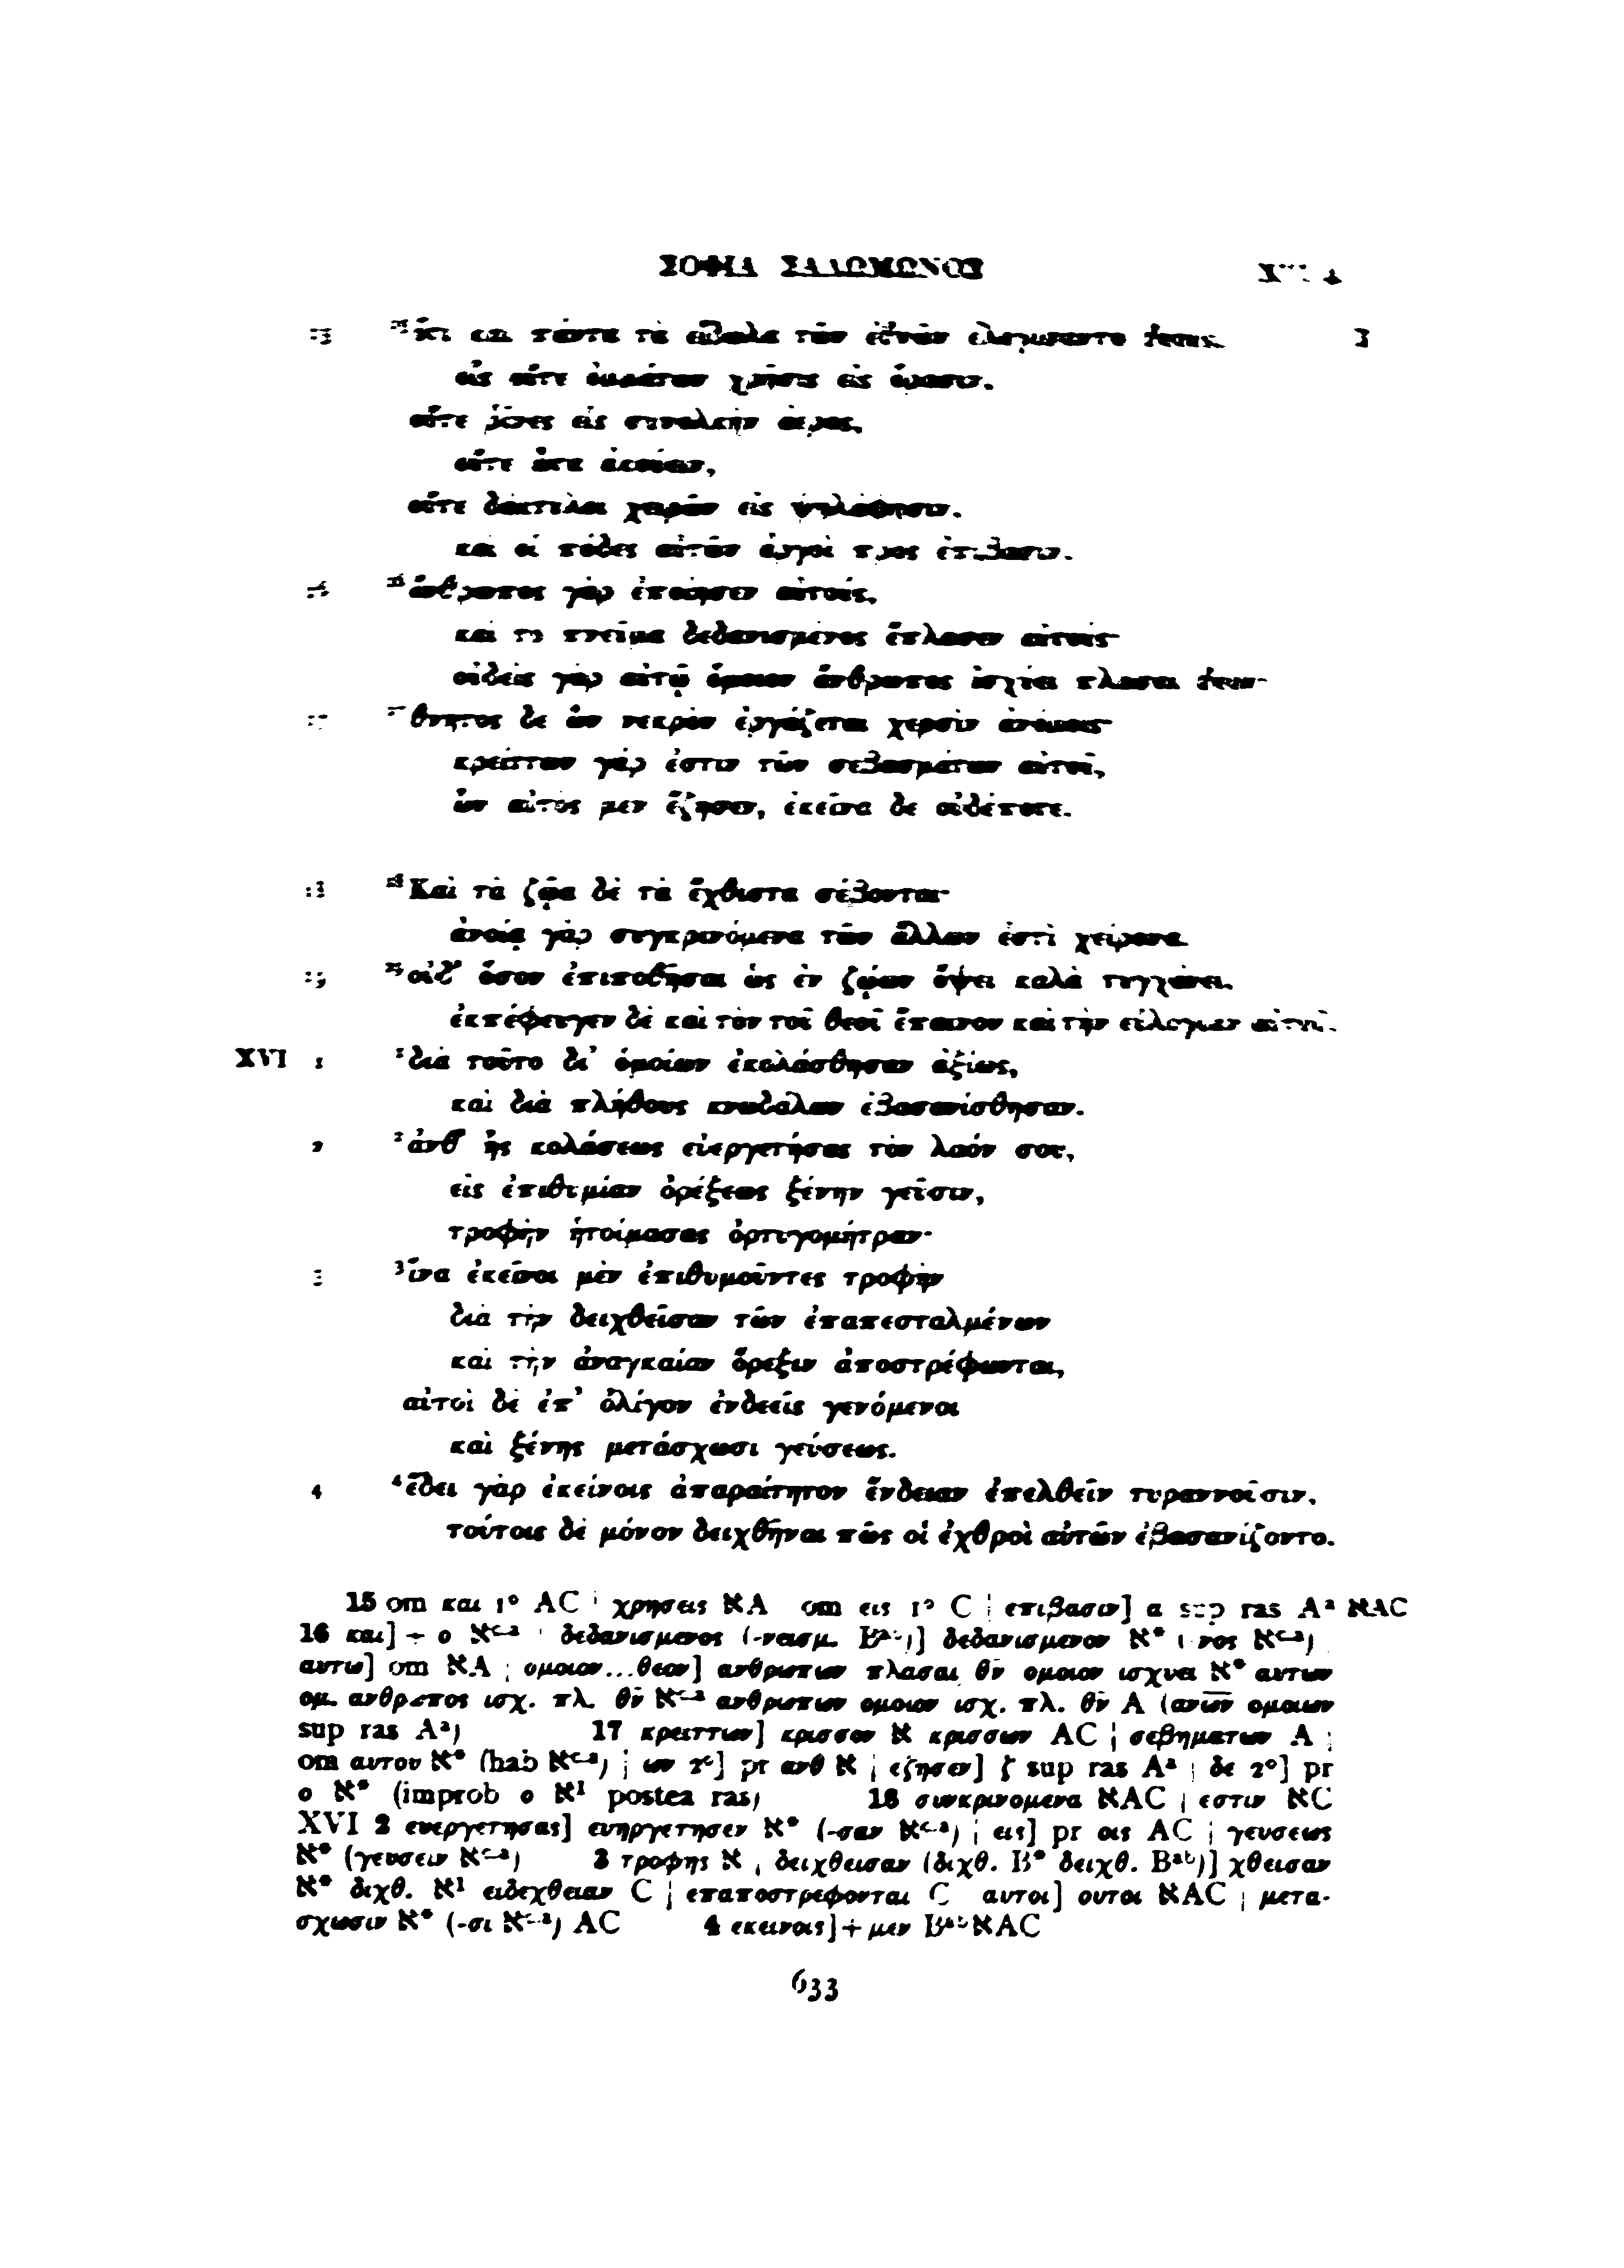 ΣΟΦΙΑ ΣΑΛΩΜΩΝΟΣ XVI 4
15 ¹⁵ὅτι καὶ πάντα τὰ εἴδωλα τῶν ἐθνῶν ἐλογίσαντο θεούς, B
οἷς οὔτε ὀμμάτων χρῆσις εἰς ὅρασιν,
οὔτε ῥῖνες εἰς συνολκὴν ἀέρος,
οὔτε ὦτα ἀκούειν,
οὔτε δάκτυλοι χειρῶν εἰς ψηλάφησιν,
καὶ οἱ πόδες αὐτῶν ἀργοὶ πρὸς ἐπίβασιν.
16 ¹⁶ἄνθρωπος γὰρ ἐποίησεν αὐτούς,
καὶ τὸ πνεῦμα δεδανισμένος ἔπλασεν αὐτούς·
οὐδεὶς γὰρ αὐτῷ ὅμοιον ἄνθρωπος ἰσχύει πλάσαι θεόν·
17 ¹⁷θνητὸς δὲ ὢν νεκρὸν ἐργάζεται χερσὶν ἀνόμοις·
κρείττων γάρ ἐστιν τῶν σεβασμάτων αὐτοῦ,
ὧν αὐτὸς μὲν ἔζησεν, ἐκεῖνα δὲ οὐδέποτε.
18 ¹⁸Καὶ τὰ ζῷα δὲ τὰ ἔχθιστα σέβονται·
ἀνοίᾳ γὰρ συγκρινόμενα τῶν ἄλλων ἐστὶ χείρονα.
19 ¹⁹οὐδ᾽ ὅσον ἐπιποθῆσαι ὡς ἐν ζῴων ὄψει καλὰ τυγχάνει,
ἐκπέφευγεν δὲ καὶ τὸν τοῦ θεοῦ ἔπαινον καὶ τὴν εὐλογίαν αὐτοῦ.
XVI 1 ¹διὰ τοῦτο δι᾽ ὁμοίων ἐκολάσθησαν ἀξίως,
καὶ διὰ πλήθους κνωδάλων ἐβασανίσθησαν.
2 ²ἀνθ᾽ ἧς κολάσεως εὐεργετήσας τὸν λαόν σου,
εἰς ἐπιθυμίαν ὀρέξεως ξένην γεῦσιν,
τροφὴν ἡτοίμασας ὀρτυγομήτραν·
3 ³ἵνα ἐκεῖνοι μὲν ἐπιθυμοῦντες τροφὴν
διὰ τὴν δειχθεῖσαν τῶν ἐπαπεσταλμένων
καὶ τὴν ἀναγκαίαν ὄρεξιν ἀποστρέφωνται,
αὐτοὶ δὲ ἐπ᾽ ὀλίγον ἐνδεεῖς γενόμενοι
καὶ ξένης μετάσχωσι γεύσεως.
4 ⁴ἔδει γὰρ ἐκείνοις ἀπαραίτητον ἔνδειαν ἐπελθεῖν τυραννοῦσιν,
τούτοις δὲ μόνον δειχθῆναι πῶς οἱ ἐχθροὶ αὐτῶν ἐβασανίζοντο.
15 om και 1° AC | χρησεις אA om εις 1° C | επιβασιν] α sup ras Aᵃ אAC
16 και] + ο אᶜ·ᵃ | δεδανισμενος (-νεισμ. Bᵃᵇ)] δεδανισμενον א* (-νος אᶜ·ᵃ)
αυτω] om אA | ομοιον...θεον] ανθρωπων πλασαι θν̄ ομοιον ισχυει א* αυτων
ομ. ανθρωπος ισχ. πλ. θν̄ אᶜ·ᵃ ανθρωπων ομοιον ισχ. πλ. θν̄ A (αν̄ω̄ν̄ ομοιων
sup ras Aᵃ) 17 κρειττων] κρισσον א κρισσων AC | σεβηματων A |
om αυτου א* (hab אᶜ·ᵃ) | ων 2°] pr ανθ א | εζησεν] ζ sup ras Aᵃ | δε 2°] pr
ο א* (improb ο א¹ postea ras) 18 συνκρινομενα אAC | εστιν אC
XVI 2 ευεργετησας] ευηργετησεν א* (-σαν אᶜ·ᵃ) | εις] pr οις AC | γευσεως
א* (γευσειν אᶜ·ᵃ) 3 τροφης א | δειχθεισαν (διχθ. B* δειχθ. Bᵃᵇ)] χθεισαν
א* διχθ. א¹ ειδεχθειαν C | επαποστρεφονται C αυτοι] ουτοι אAC | μετα-
σχωσιν א* (-σι אᶜ·ᵃ) AC 4 εκεινοις]+μεν BᵃᵇאAC
633